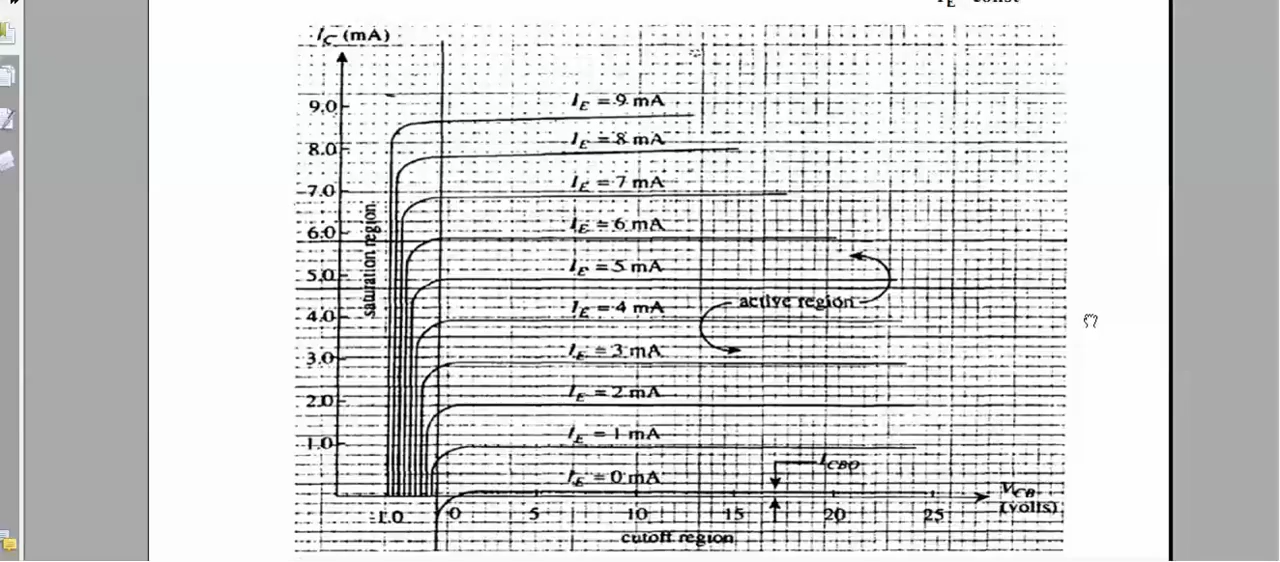 I_C (mA)
I_E = 9 mA
9.0
I_E = 8 mA
8.0
I_E = 7 mA
7.0
I_E = 6 mA
6.0
saturation region
I_E = 5 mA
5.0
active region
I_E = 4 mA
4.0
I_E = 3 mA
3.0
I_E = 2 mA
2.0
I_E = 1 mA
1.0
I_CBO
I_E = 0 mA
V_CB
(volts)
-1.0 0 5 10 15 20 25
cutoff region